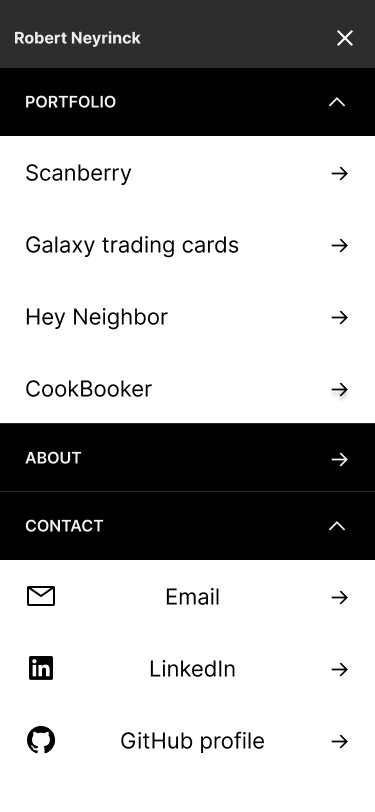 Robert Neyrinck
PORTFOLIO
Scanberry
Galaxy trading cards
Hey Neighbor
CookBooker
ABOUT
CONTACT
Email
LinkedIn
GitHub profile